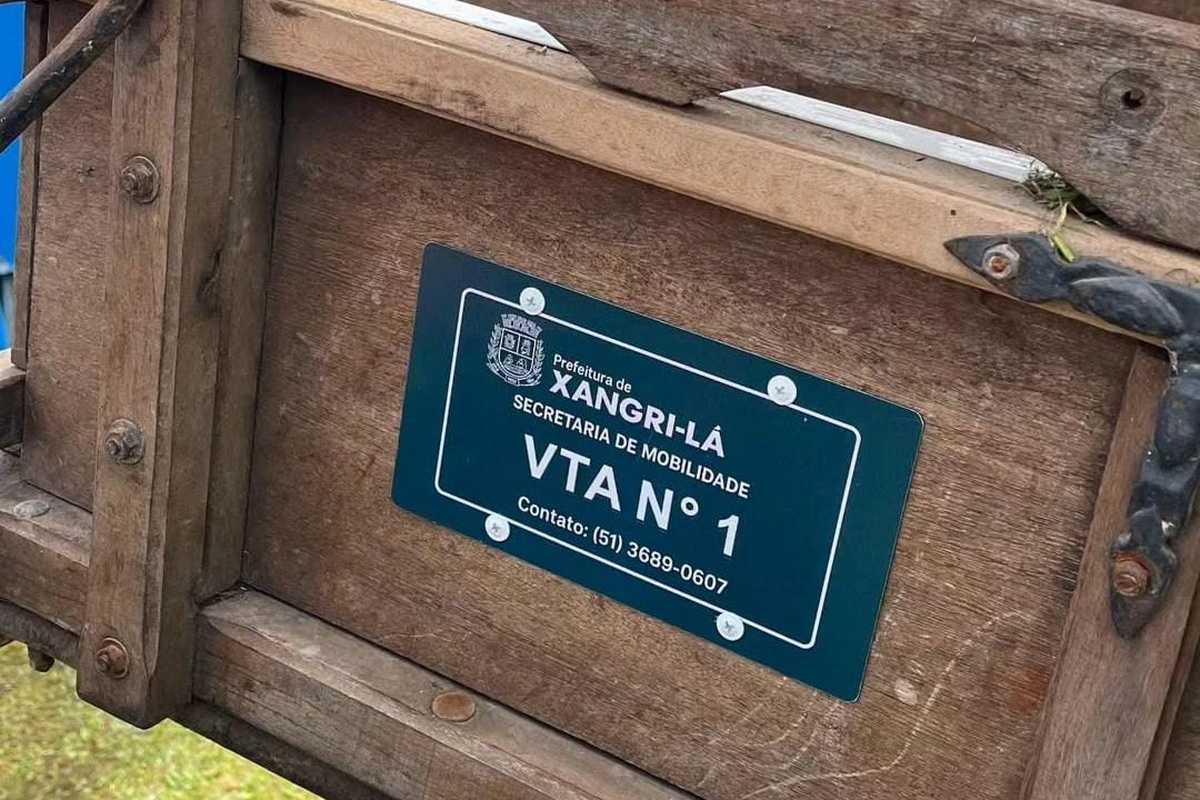 Prefeitura de
XANGRI-LÁ
SECRETARIA DE MOBILIDADE
VTA Nº 1
Contato: (51) 3689-0607